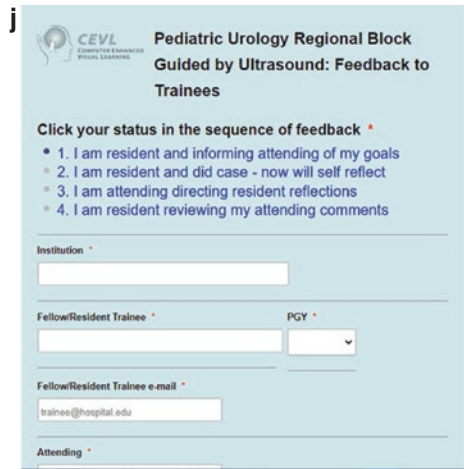 j
CEVL
COMPUTER ENHANCED
VISUAL LEARNING
Pediatric Urology Regional Block
Guided by Ultrasound: Feedback to
Trainees
Click your status in the sequence of feedback *
1. I am resident and informing attending of my goals
2. I am resident and did case - now will self reflect
3. I am attending directing resident reflections
4. I am resident reviewing my attending comments
Institution *
Fellow/Resident Trainee * PGY *
Fellow/Resident Trainee e-mail *
trainee@hospital.edu
Attending *